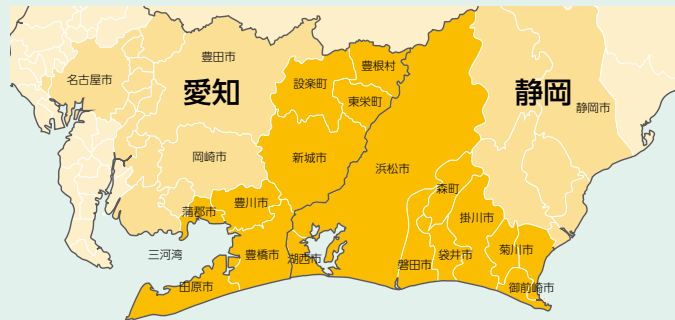 豊田市
名古屋市
愛知
設楽町
豊根村
東栄町
静岡
静岡市
岡崎市
新城市
浜松市
森町
豊川市
蒲郡市
掛川市
三河湾
豊橋市
湖西市
磐田市
袋井市
菊川市
田原市
御前崎市